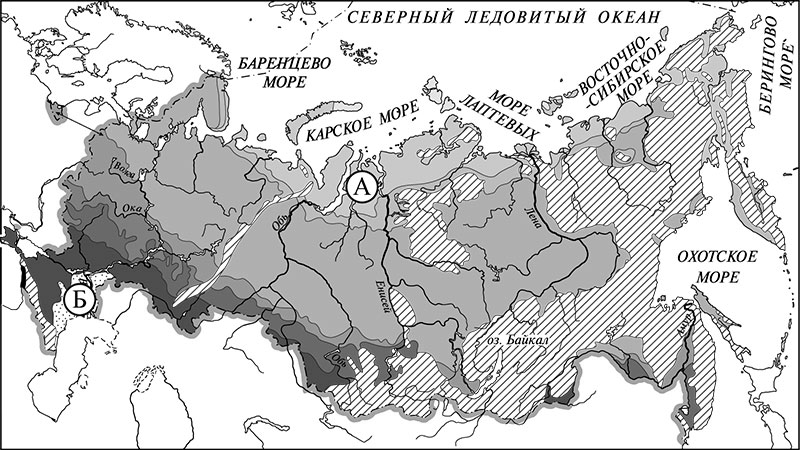 СЕВЕРНЫЙ ЛЕДОВИТЫЙ ОКЕАН
БАРЕНЦЕВО
МОРЕ
КАРСКОЕ МОРЕ
МОРЕ
ЛАПТЕВЫХ
ВОСТОЧНО-
СИБИРСКОЕ
МОРЕ
БЕРИНГОВО
МОРЕ
ОХОТСКОЕ
МОРЕ
Волга
Ока
Обь
А
Лена
Енисей
Б
Обь
оз. Байкал
Амур